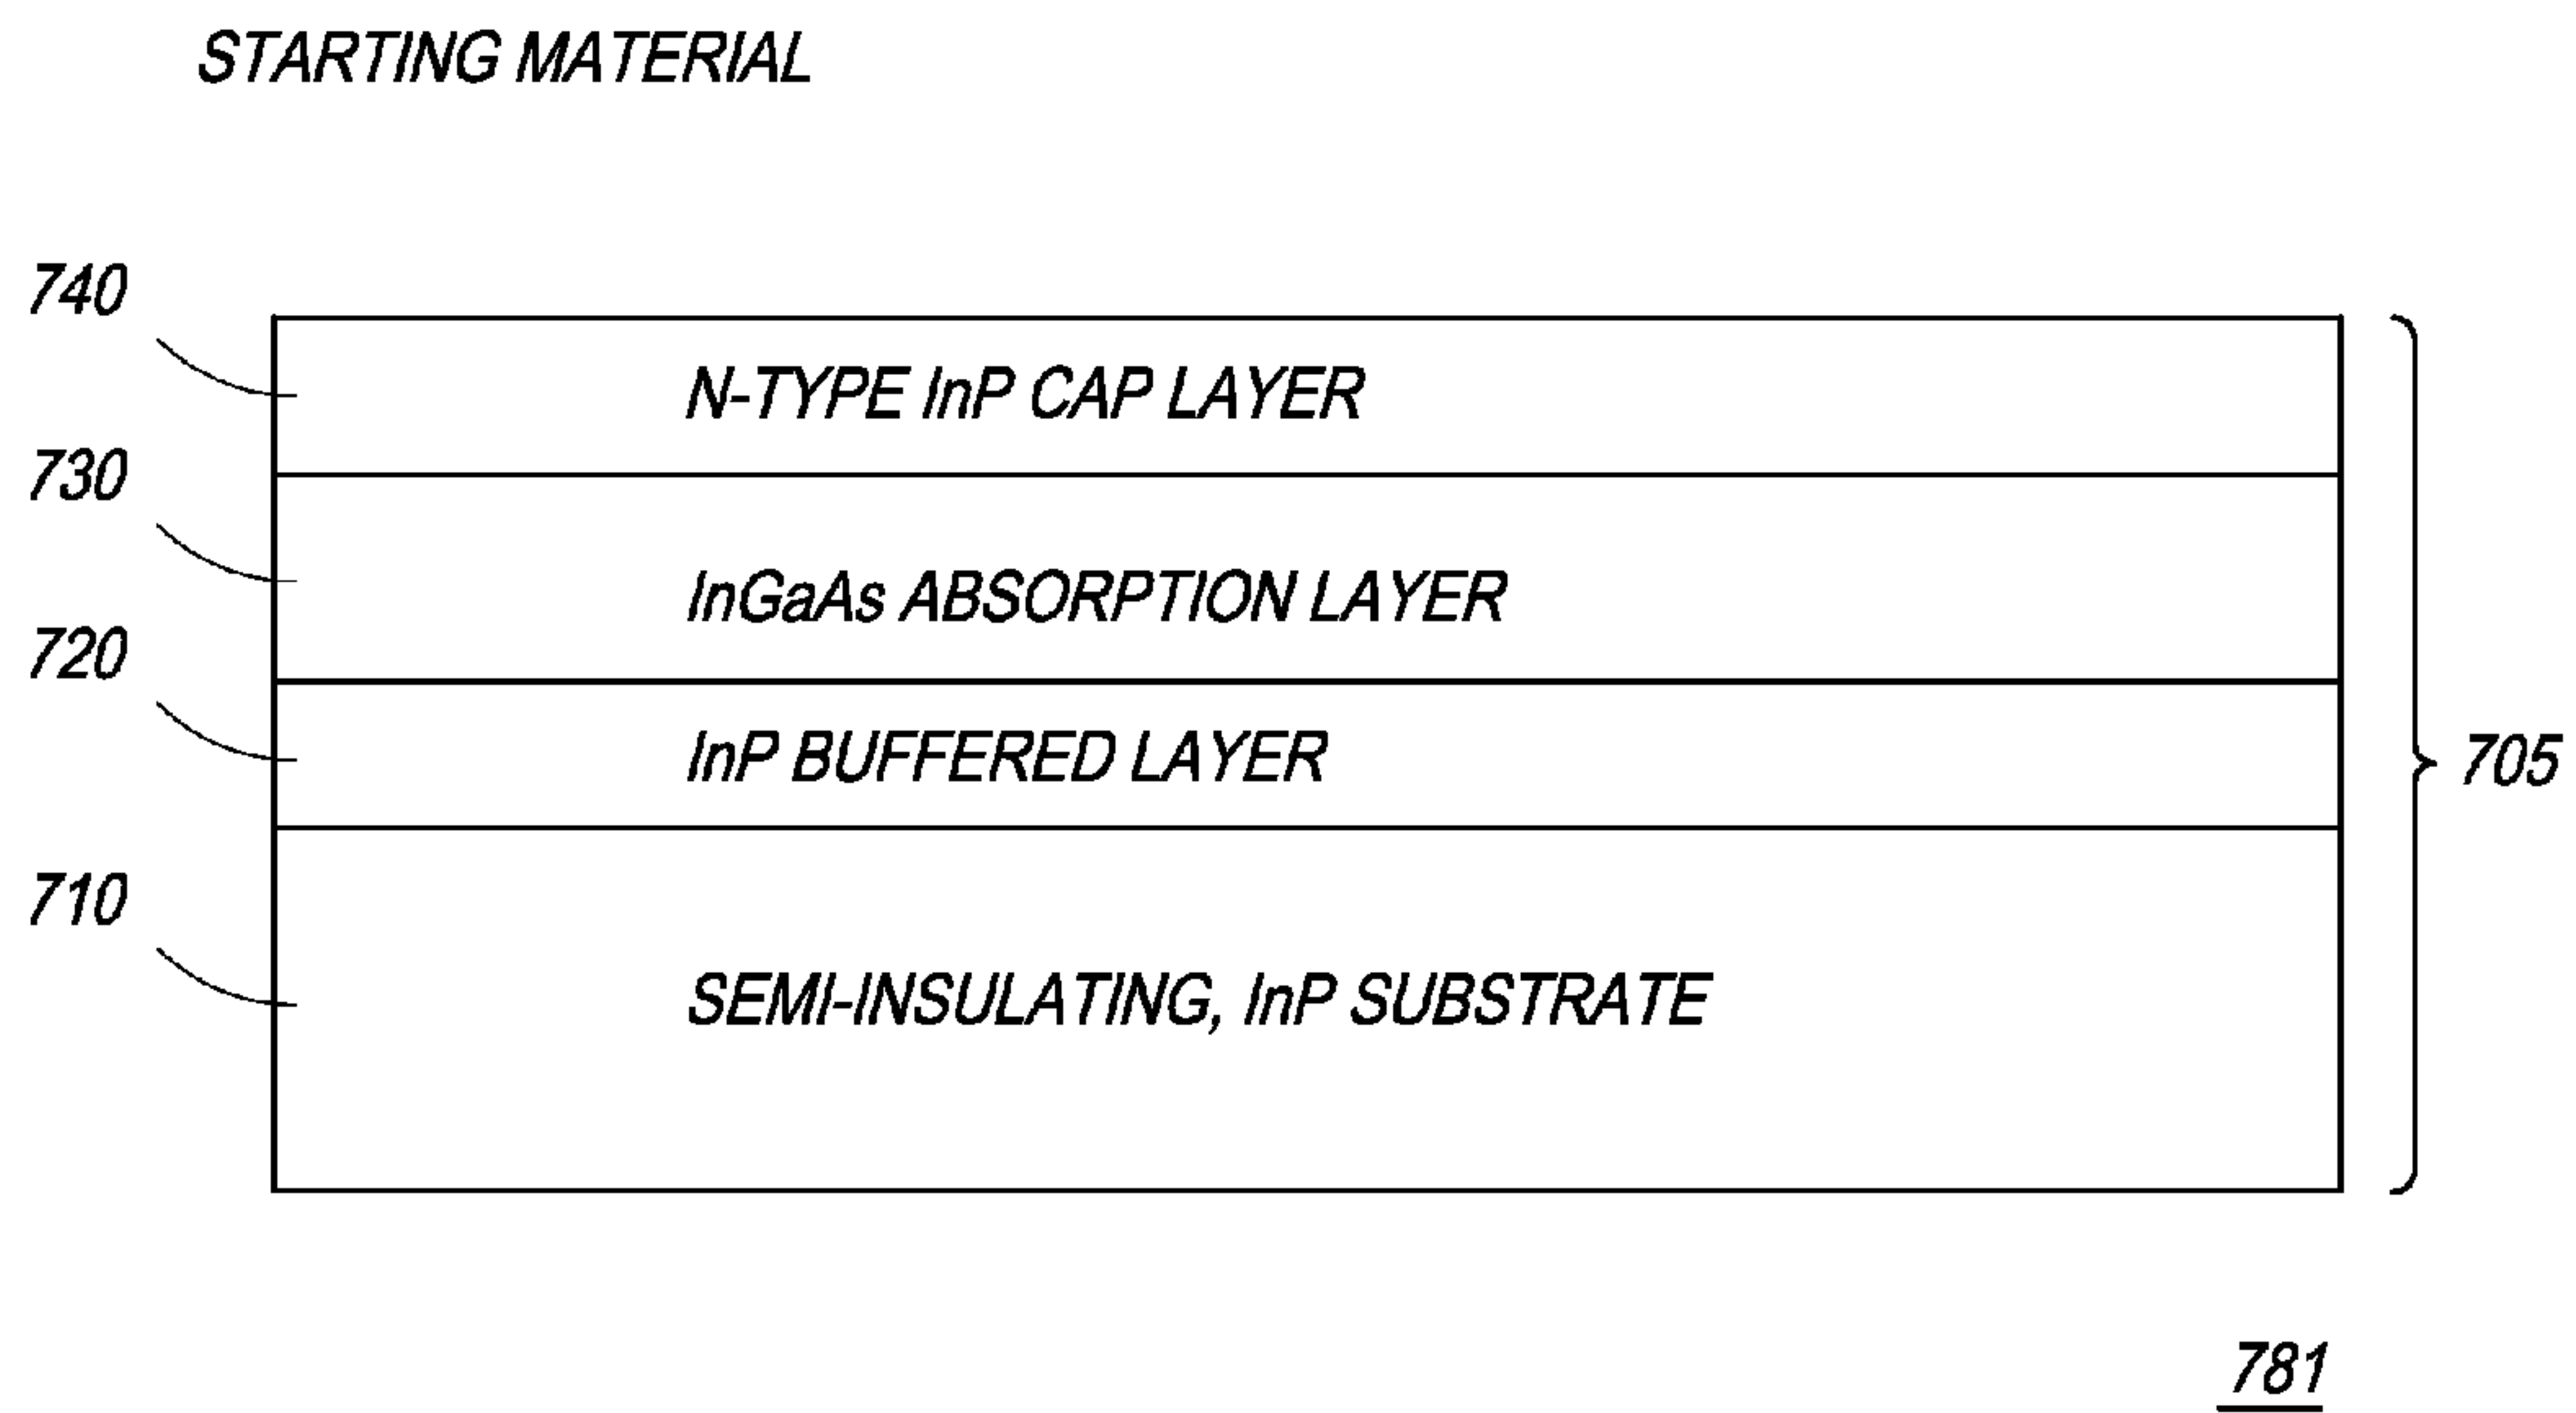 STARTING MATERIAL
740
N-TYPE InP CAP LAYER
730
InGaAs ABSORPTION LAYER
720
InP BUFFERED LAYER
705
710
SEMI-INSULATING, InP SUBSTRATE
781